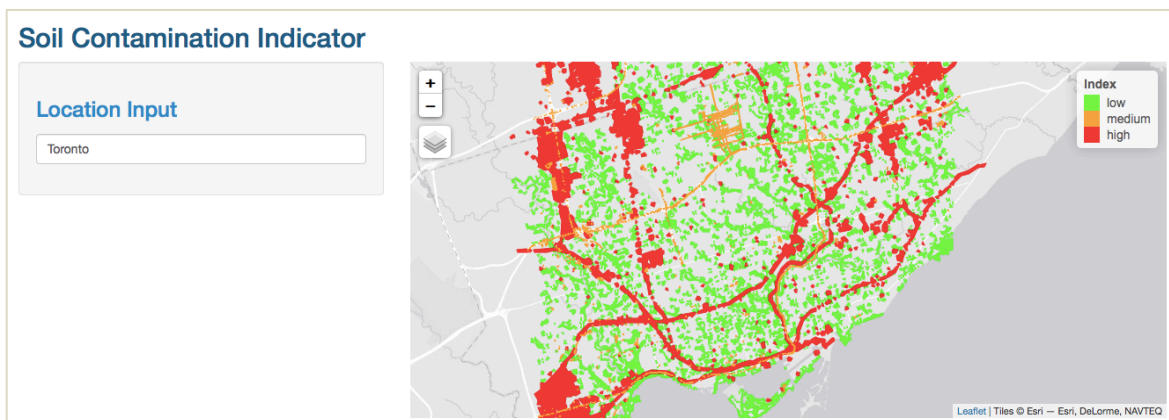 Soil Contamination Indicator
Location Input
Toronto
+
−
Index
low
medium
high
Leaflet | Tiles © Esri — Esri, DeLorme, NAVTEQ